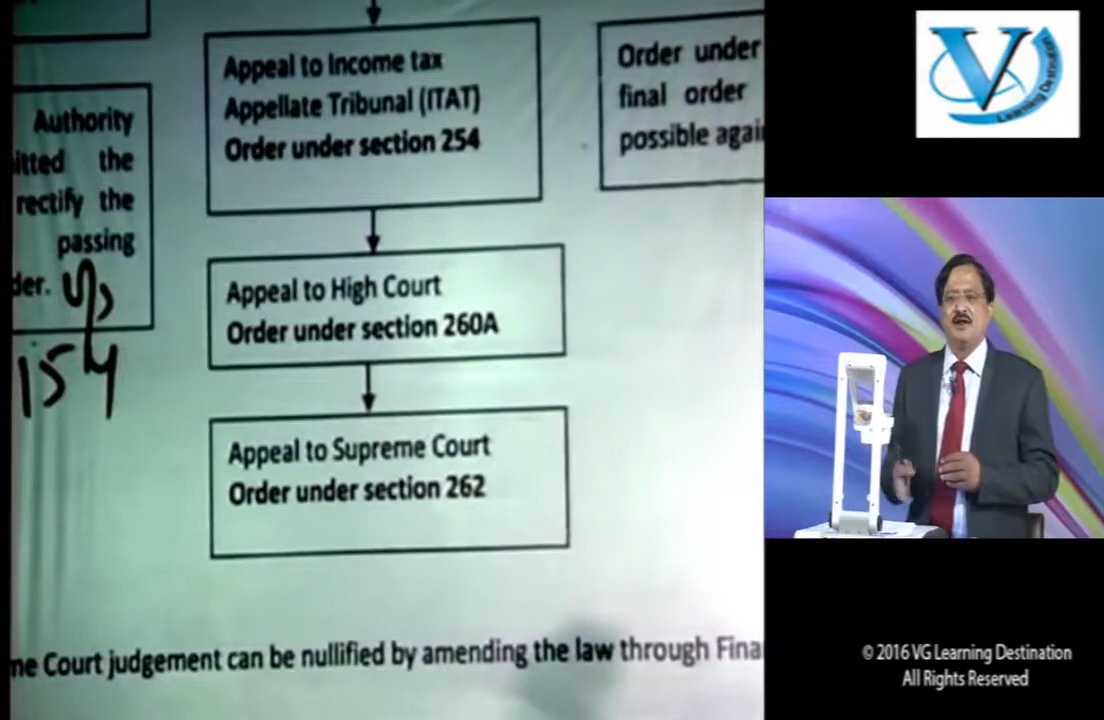 Authority
itted the
rectify the
passing
der. u/s
154
Appeal to Income tax
Appellate Tribunal (ITAT)
Order under section 254
Appeal to High Court
Order under section 260A
Appeal to Supreme Court
Order under section 262
Order under
final order
possible agai
me Court judgement can be nullified by amending the law through Fina
V
Learning Destination
© 2016 VG Learning Destination
All Rights Reserved